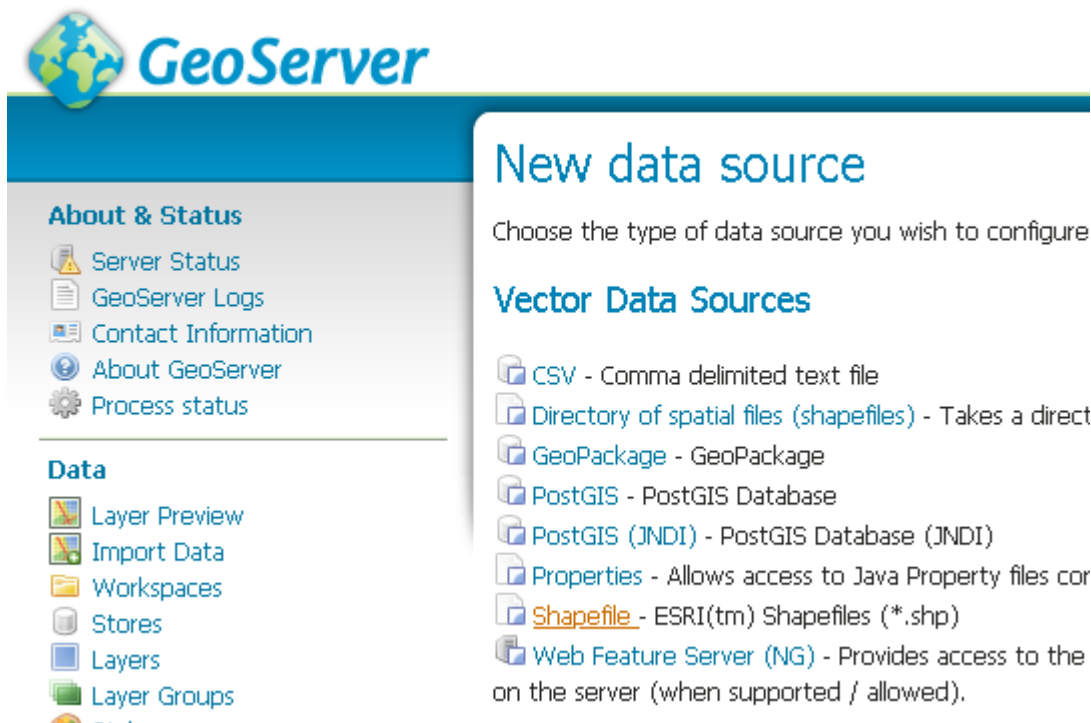 GeoServer
About & Status
Server Status
GeoServer Logs
Contact Information
About GeoServer
Process status
Data
Layer Preview
Import Data
Workspaces
Stores
Layers
Layer Groups
New data source
Choose the type of data source you wish to configure
Vector Data Sources
CSV - Comma delimited text file
Directory of spatial files (shapefiles) - Takes a direct
GeoPackage - GeoPackage
PostGIS - PostGIS Database
PostGIS (JNDI) - PostGIS Database (JNDI)
Properties - Allows access to Java Property files con
Shapefile - ESRI(tm) Shapefiles (*.shp)
Web Feature Server (NG) - Provides access to the
on the server (when supported / allowed).